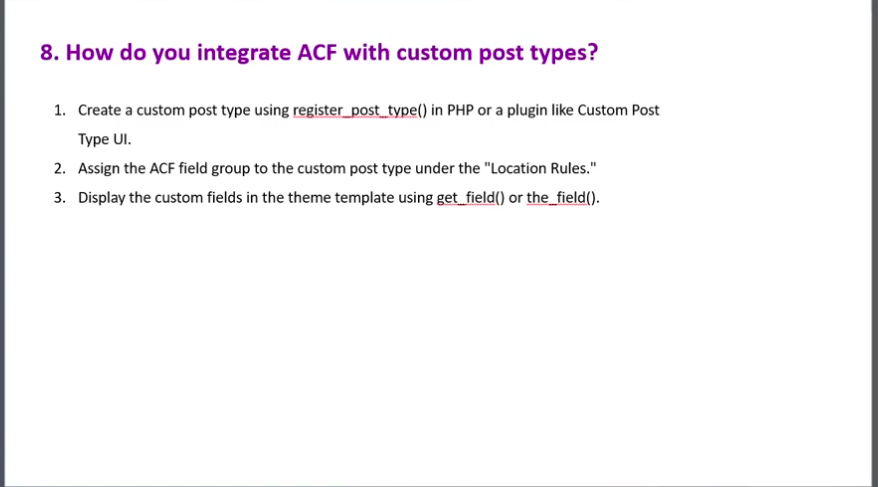 8. How do you integrate ACF with custom post types?
1. Create a custom post type using register_post_type() in PHP or a plugin like Custom Post
Type UI.
2. Assign the ACF field group to the custom post type under the "Location Rules."
3. Display the custom fields in the theme template using get_field() or the_field().